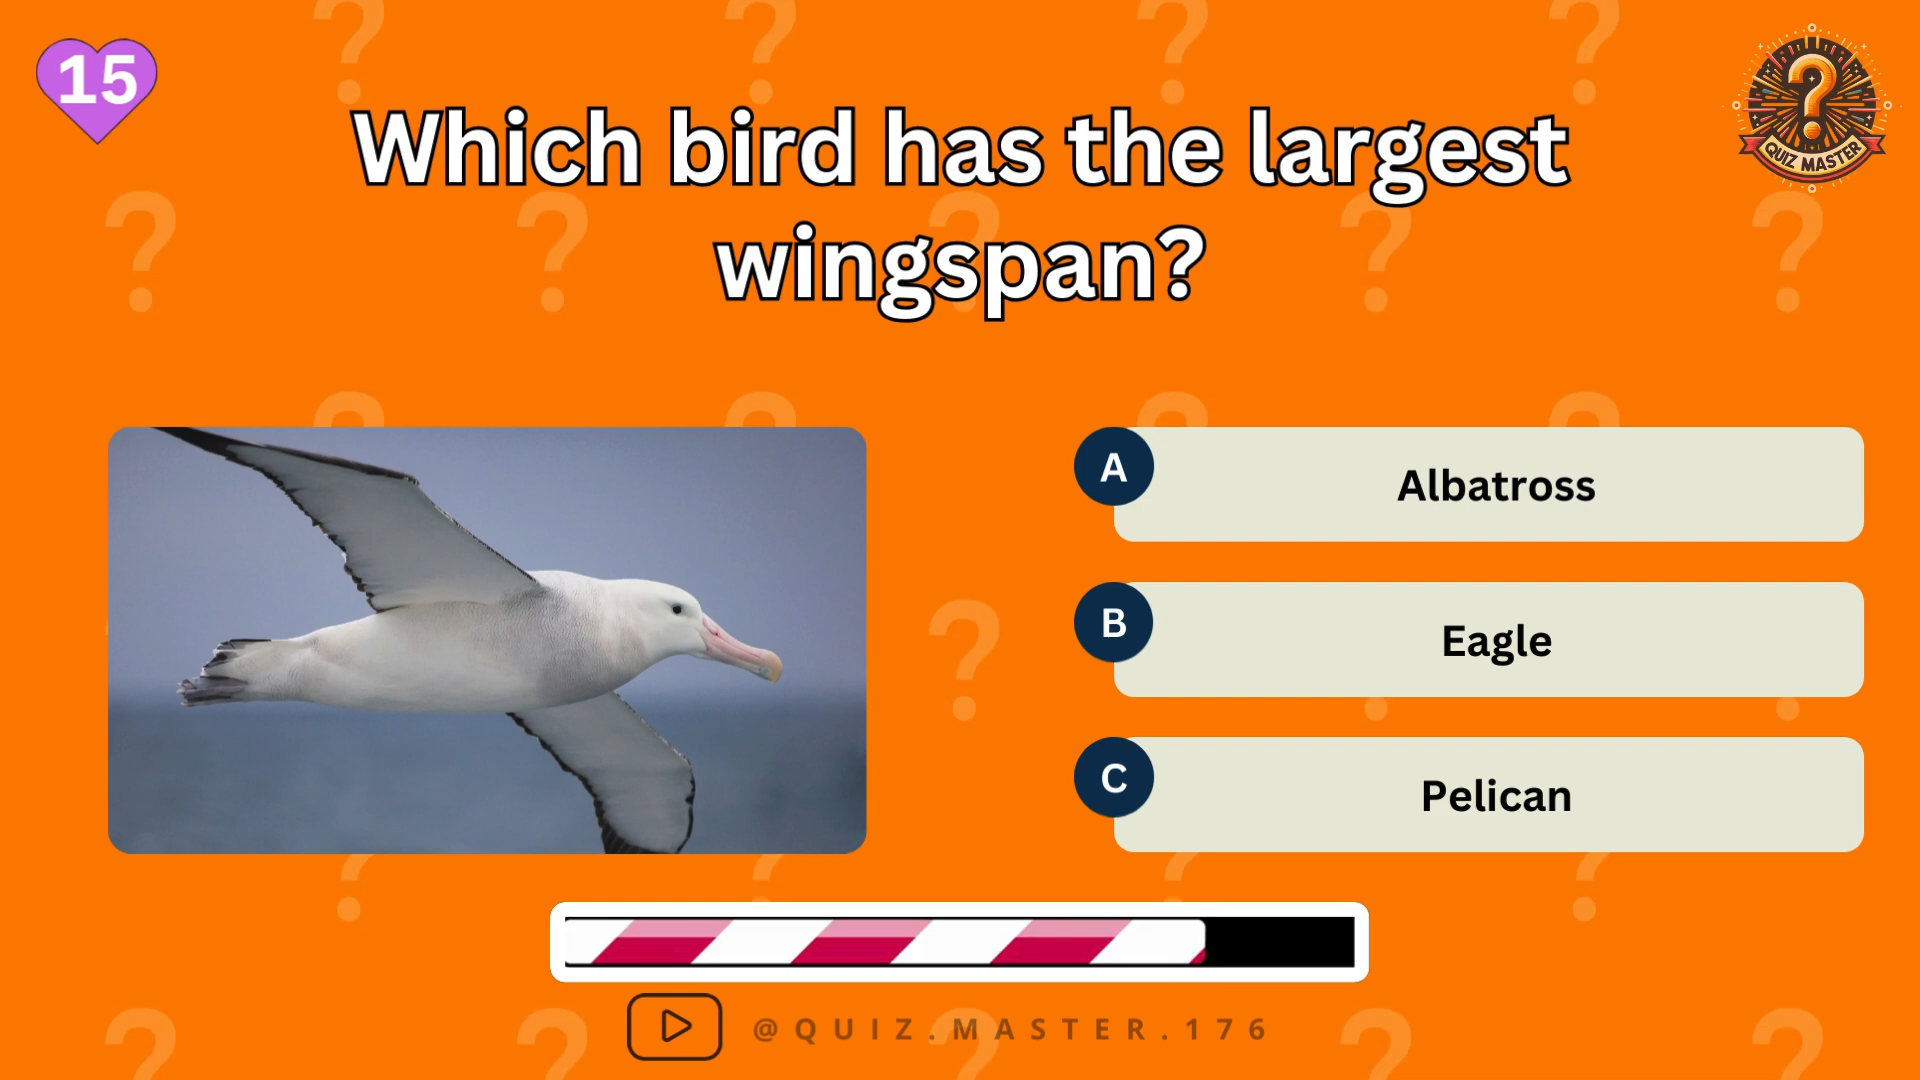 15
Which bird has the largest
wingspan?
?
QUIZ MASTER
A
Albatross
B
Eagle
C
Pelican
@QUIZ.MASTER.176